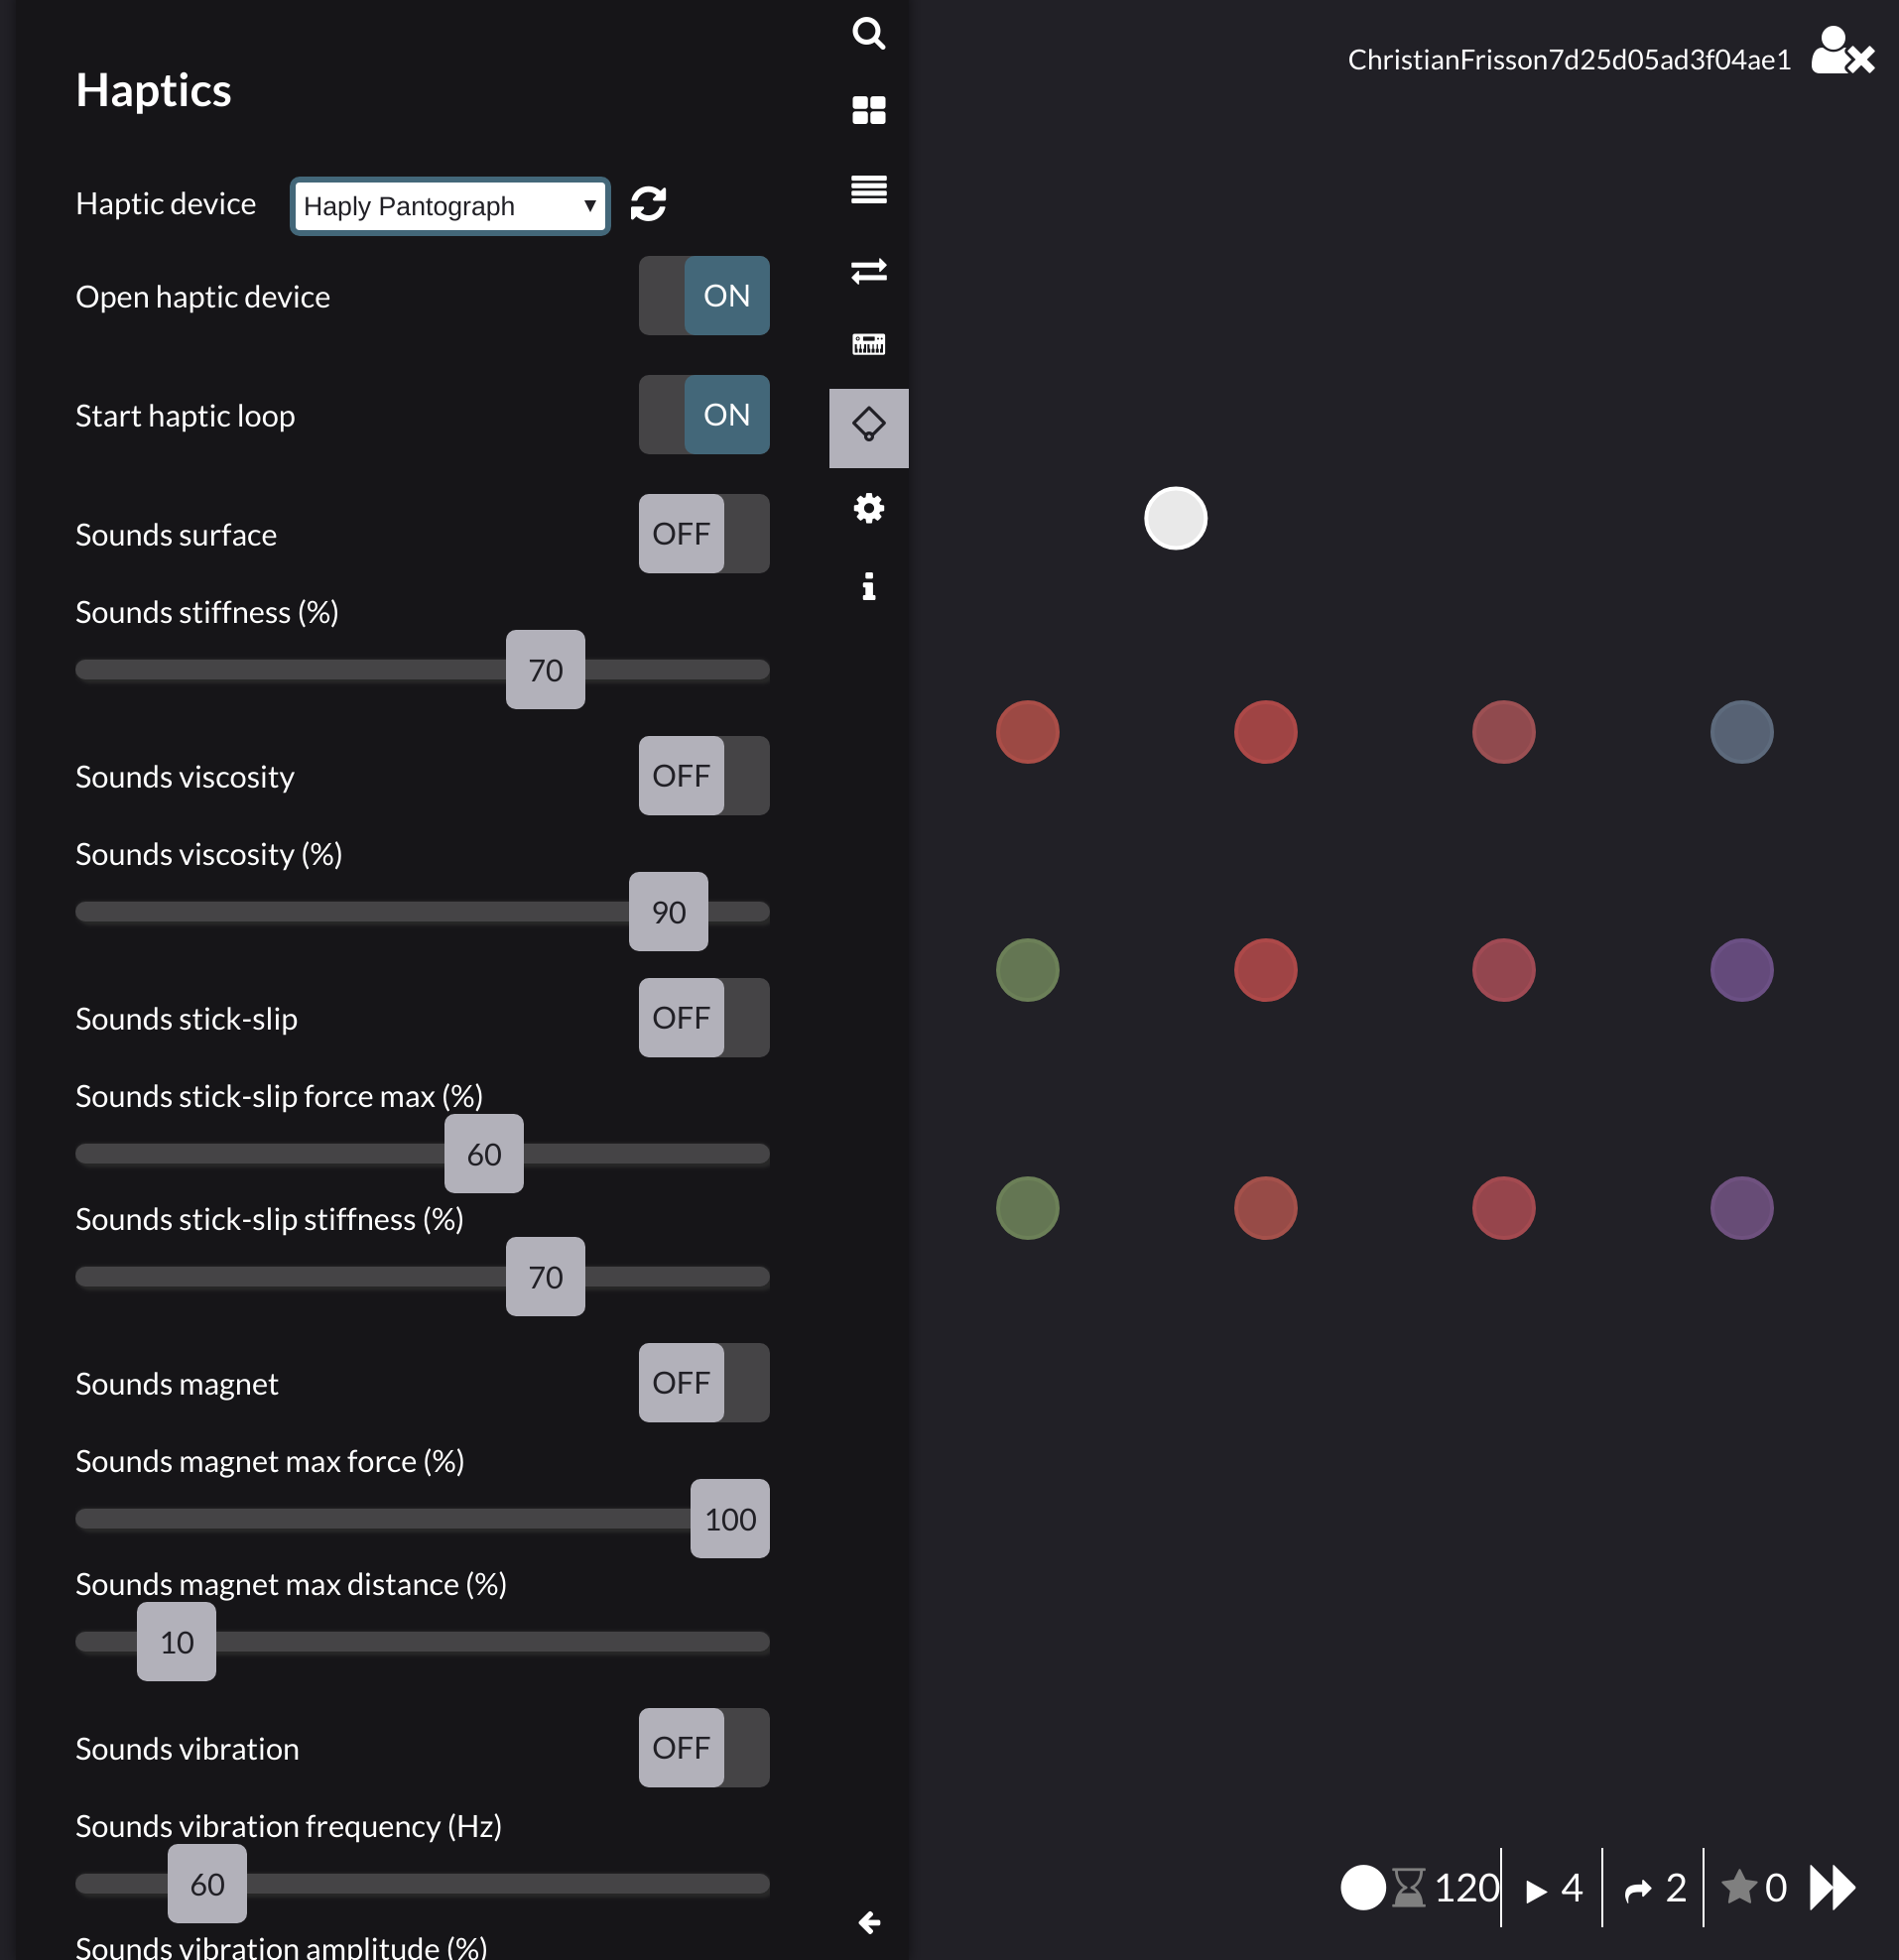 Haptics
Haptic device Haply Pantograph
Open haptic device ON
Start haptic loop ON
Sounds surface OFF
Sounds stiffness (%)
70
Sounds viscosity OFF
Sounds viscosity (%)
90
Sounds stick-slip OFF
Sounds stick-slip force max (%)
60
Sounds stick-slip stiffness (%)
70
Sounds magnet OFF
Sounds magnet max force (%)
100
Sounds magnet max distance (%)
10
Sounds vibration OFF
Sounds vibration frequency (Hz)
60
Sounds vibration amplitude (%)
ChristianFrisson7d25d05ad3f04ae1
120 4 2 0